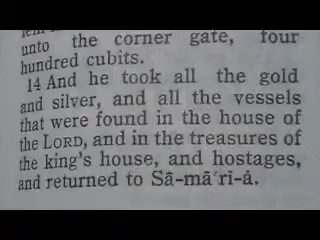 unto the corner gate, four
hundred cubits.
14 And he took all the gold
and silver, and all the vessels
that were found in the house of
the LORD, and in the treasures of
the king's house, and hostages,
and returned to Sā-mā′rĭ-à.